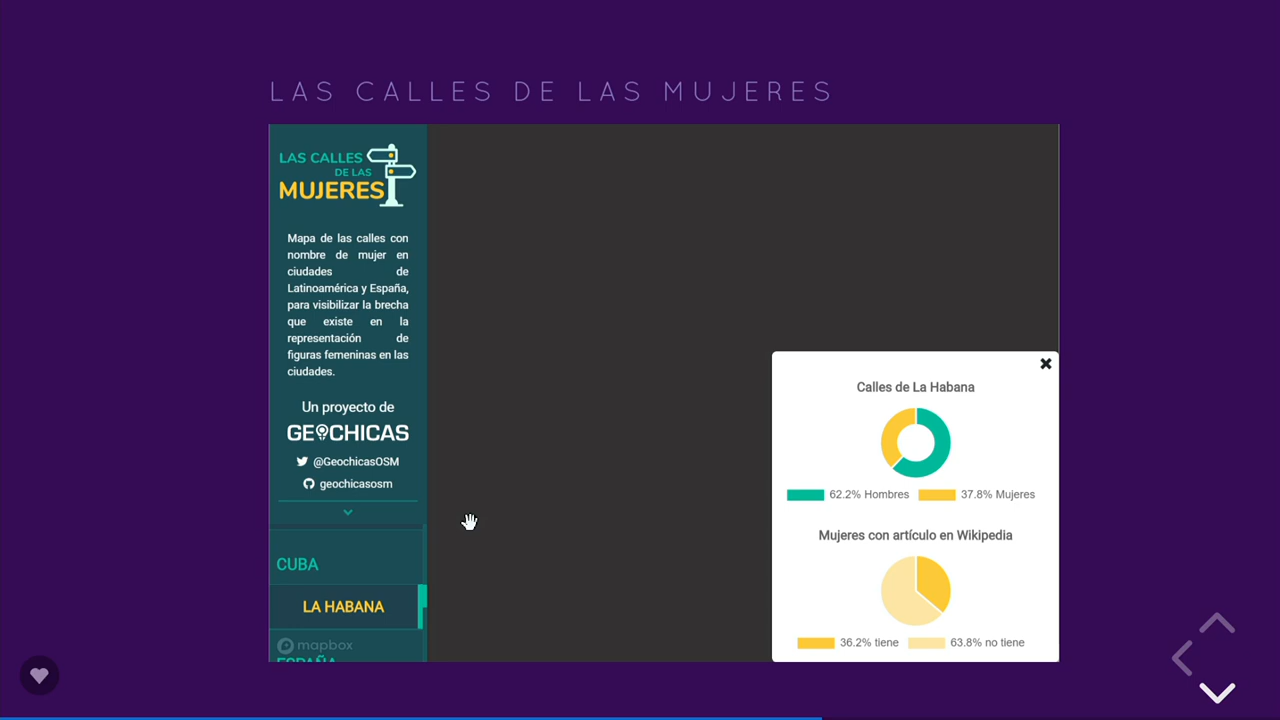 LAS CALLES DE LAS MUJERES
LAS CALLES
DE LAS
MUJERES
Mapa de las calles con
nombre de mujer en
ciudades de
Latinoamérica y España,
para visibilizar la brecha
que existe en la
representación de
figuras femeninas en las
ciudades.
Un proyecto de
GEOCHICAS
@GeochicasOSM
geochicasosm
CUBA
LA HABANA
mapbox
ESPAÑA
Calles de La Habana
62.2% Hombres 37.8% Mujeres
Mujeres con artículo en Wikipedia
36.2% tiene 63.8% no tiene